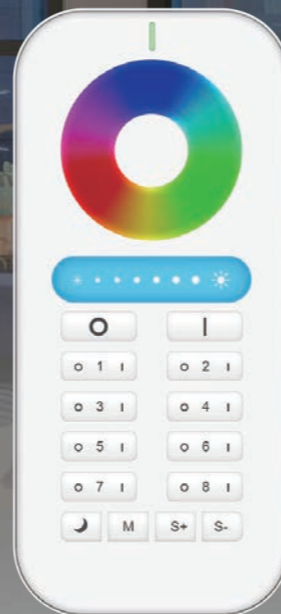 O I
O 1 I O 2 I
O 3 I O 4 I
O 5 I O 6 I
O 7 I O 8 I
M S+ S-